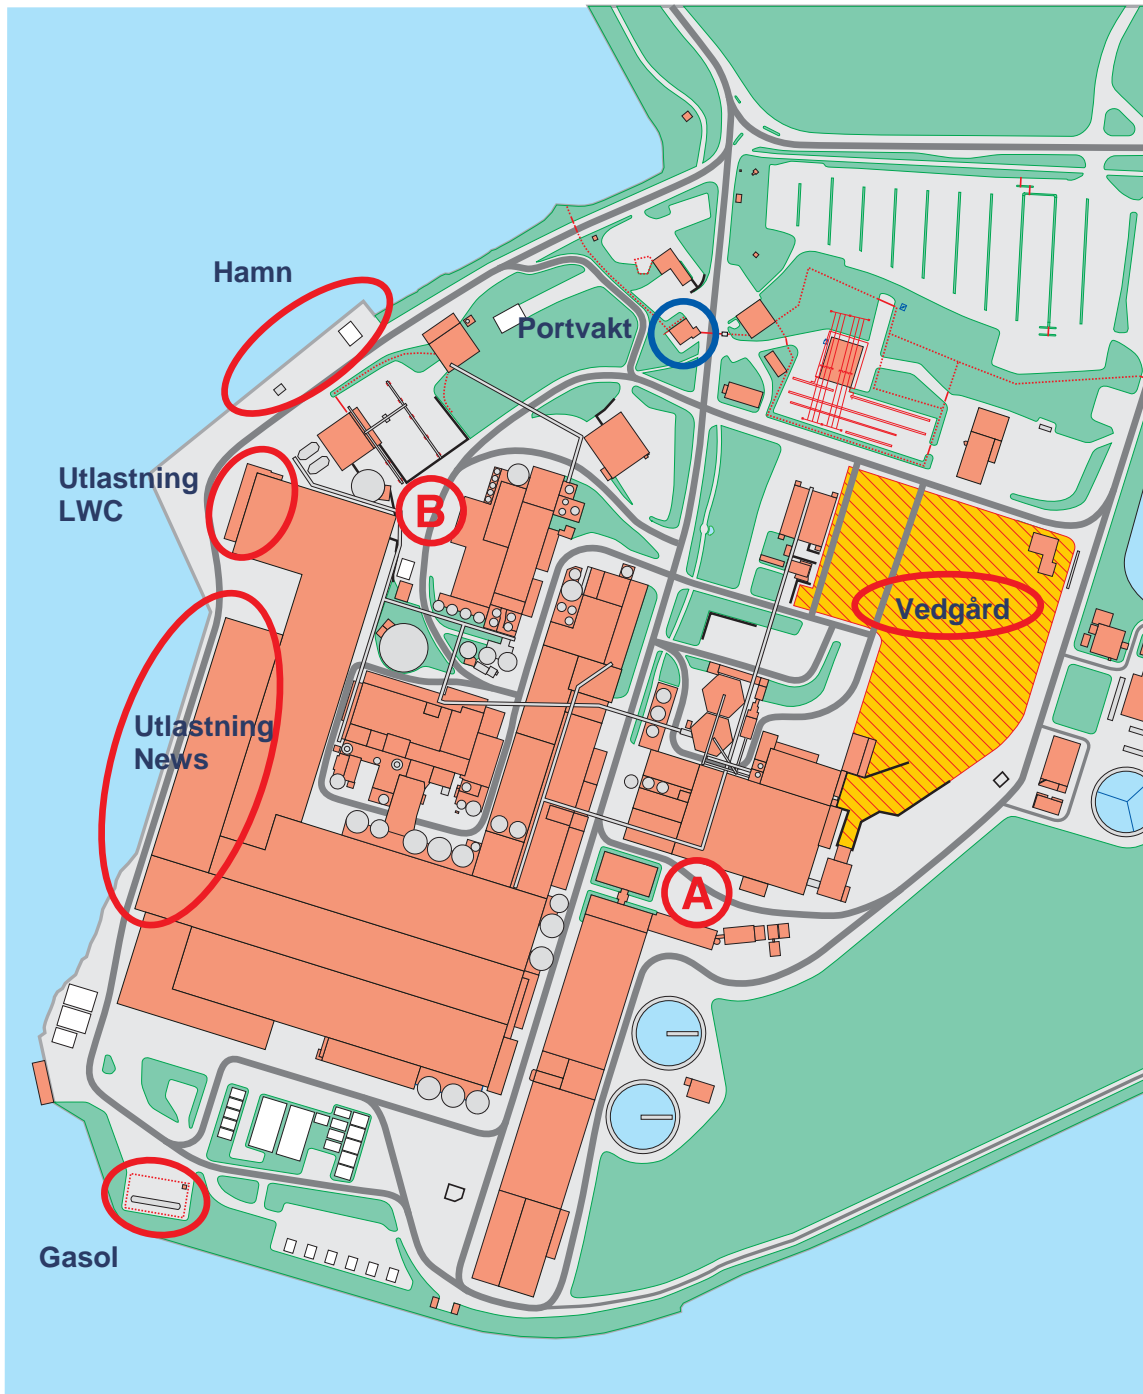 Hamn
Portvakt
Utlastning
LWC
B
Vedgård
Utlastning
News
A
Gasol